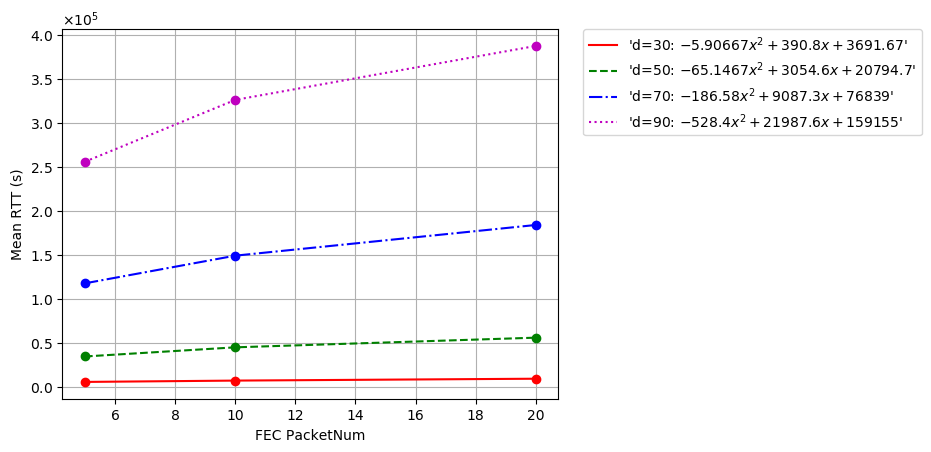 ×10⁵
4.0
3.5
3.0
2.5
2.0
1.5
1.0
0.5
0.0
Mean RTT (s)
6 8 10 12 14 16 18 20
FEC PacketNum
'd=30: −5.90667x² + 390.8x + 3691.67'
'd=50: −65.1467x² + 3054.6x + 20794.7'
'd=70: −186.58x² + 9087.3x + 76839'
'd=90: −528.4x² + 21987.6x + 159155'